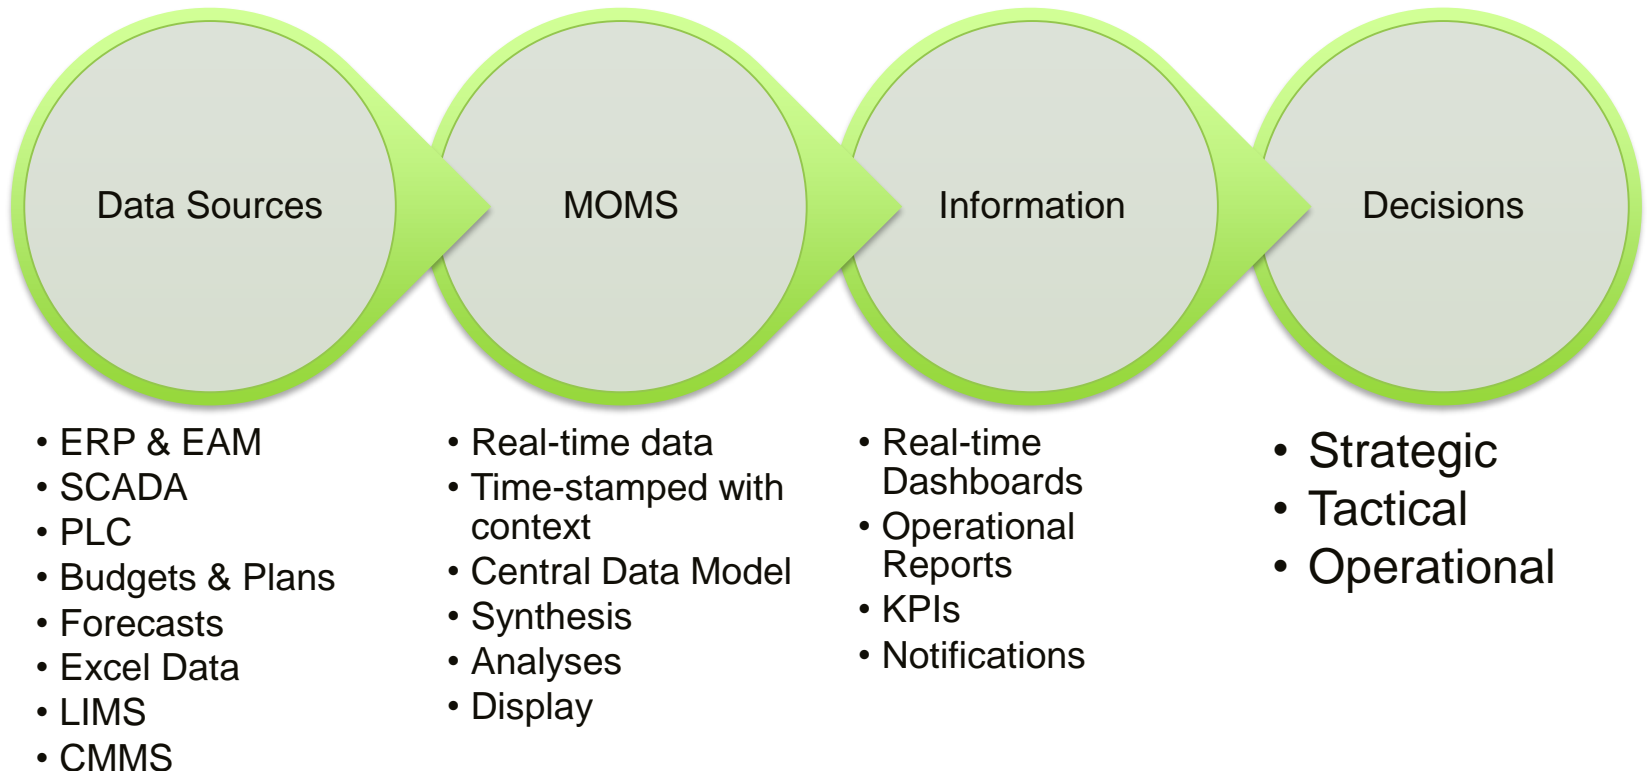 Data Sources
MOMS
Information
Decisions
• ERP & EAM
• SCADA
• PLC
• Budgets & Plans
• Forecasts
• Excel Data
• LIMS
• CMMS
• Real-time data
• Time-stamped with
context
• Central Data Model
• Synthesis
• Analyses
• Display
• Real-time
Dashboards
• Operational
Reports
• KPIs
• Notifications
• Strategic
• Tactical
• Operational